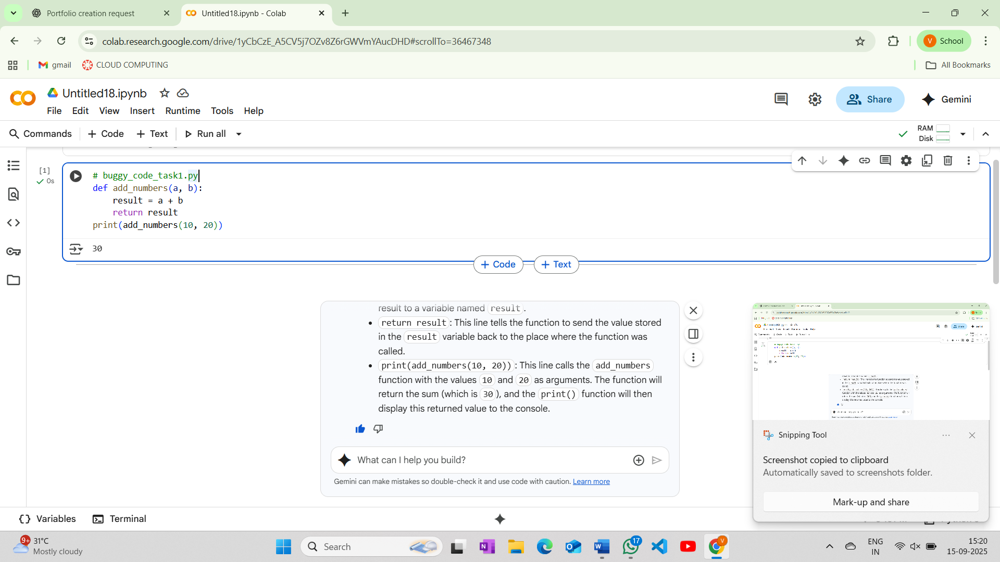 Portfolio creation request
Untitled18.ipynb - Colab
colab.research.google.com/drive/1yCbCzE_A5CV5j7OZv8Z6rGWVmYAucDHD#scrollTo=36467348
V School
gmail
CLOUD COMPUTING
All Bookmarks
Untitled18.ipynb
File Edit View Insert Runtime Tools Help
Share
Gemini
Commands + Code + Text Run all
RAM
Disk
[1]
0s
# buggy_code_task1.py
def add_numbers(a, b):
    result = a + b
    return result
print(add_numbers(10, 20))
30
+ Code
+ Text
result to a variable named result.
• return result: This line tells the function to send the value stored
in the result variable back to the place where the function was
called.
• print(add_numbers(10, 20)): This line calls the add_numbers
function with the values 10 and 20 as arguments. The function will
return the sum (which is 30), and the print() function will then
display this returned value to the console.
What can I help you build?
Gemini can make mistakes so double-check it and use code with caution. Learn more
Snipping Tool
Screenshot copied to clipboard
Automatically saved to screenshots folder.
Mark-up and share
{} Variables
Terminal
9+
31°C
Mostly cloudy
Search
17
ENG
IN
15:20
15-09-2025